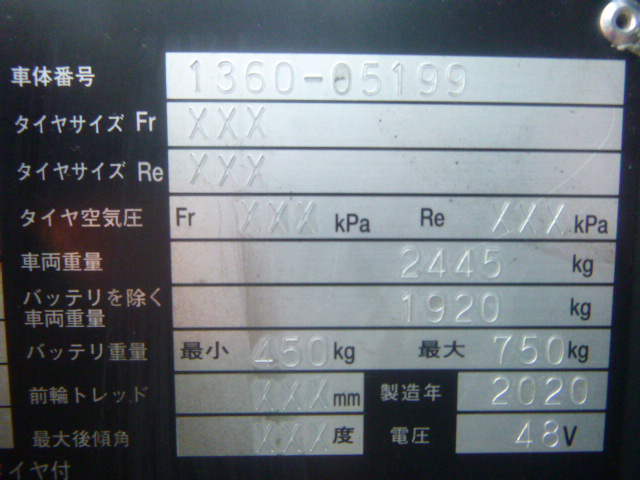 車体番号 1360-05199
タイヤサイズ Fr XXX
タイヤサイズ Re XXX
タイヤ空気圧 Fr XXX kPa Re XXX kPa
車両重量 2445 kg
バッテリを除く
車両重量 1920 kg
バッテリ重量 最小 450 kg 最大 750 kg
前輪トレッド XXX mm 製造年 2020
最大後傾角 XXX 度 電圧 48 V
イヤ付